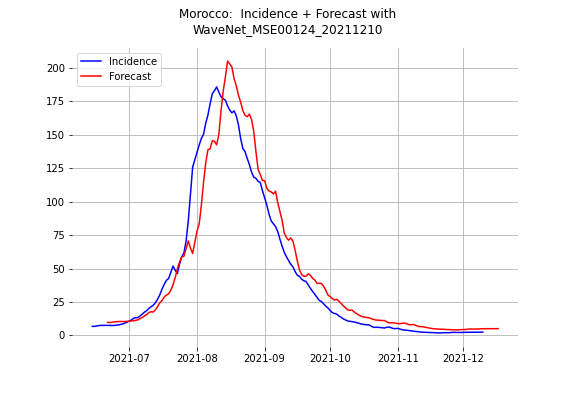 Morocco:  Incidence + Forecast with
WaveNet_MSE00124_20211210
Incidence
Forecast
200
175
150
125
100
75
50
25
0
2021-07 2021-08 2021-09 2021-10 2021-11 2021-12